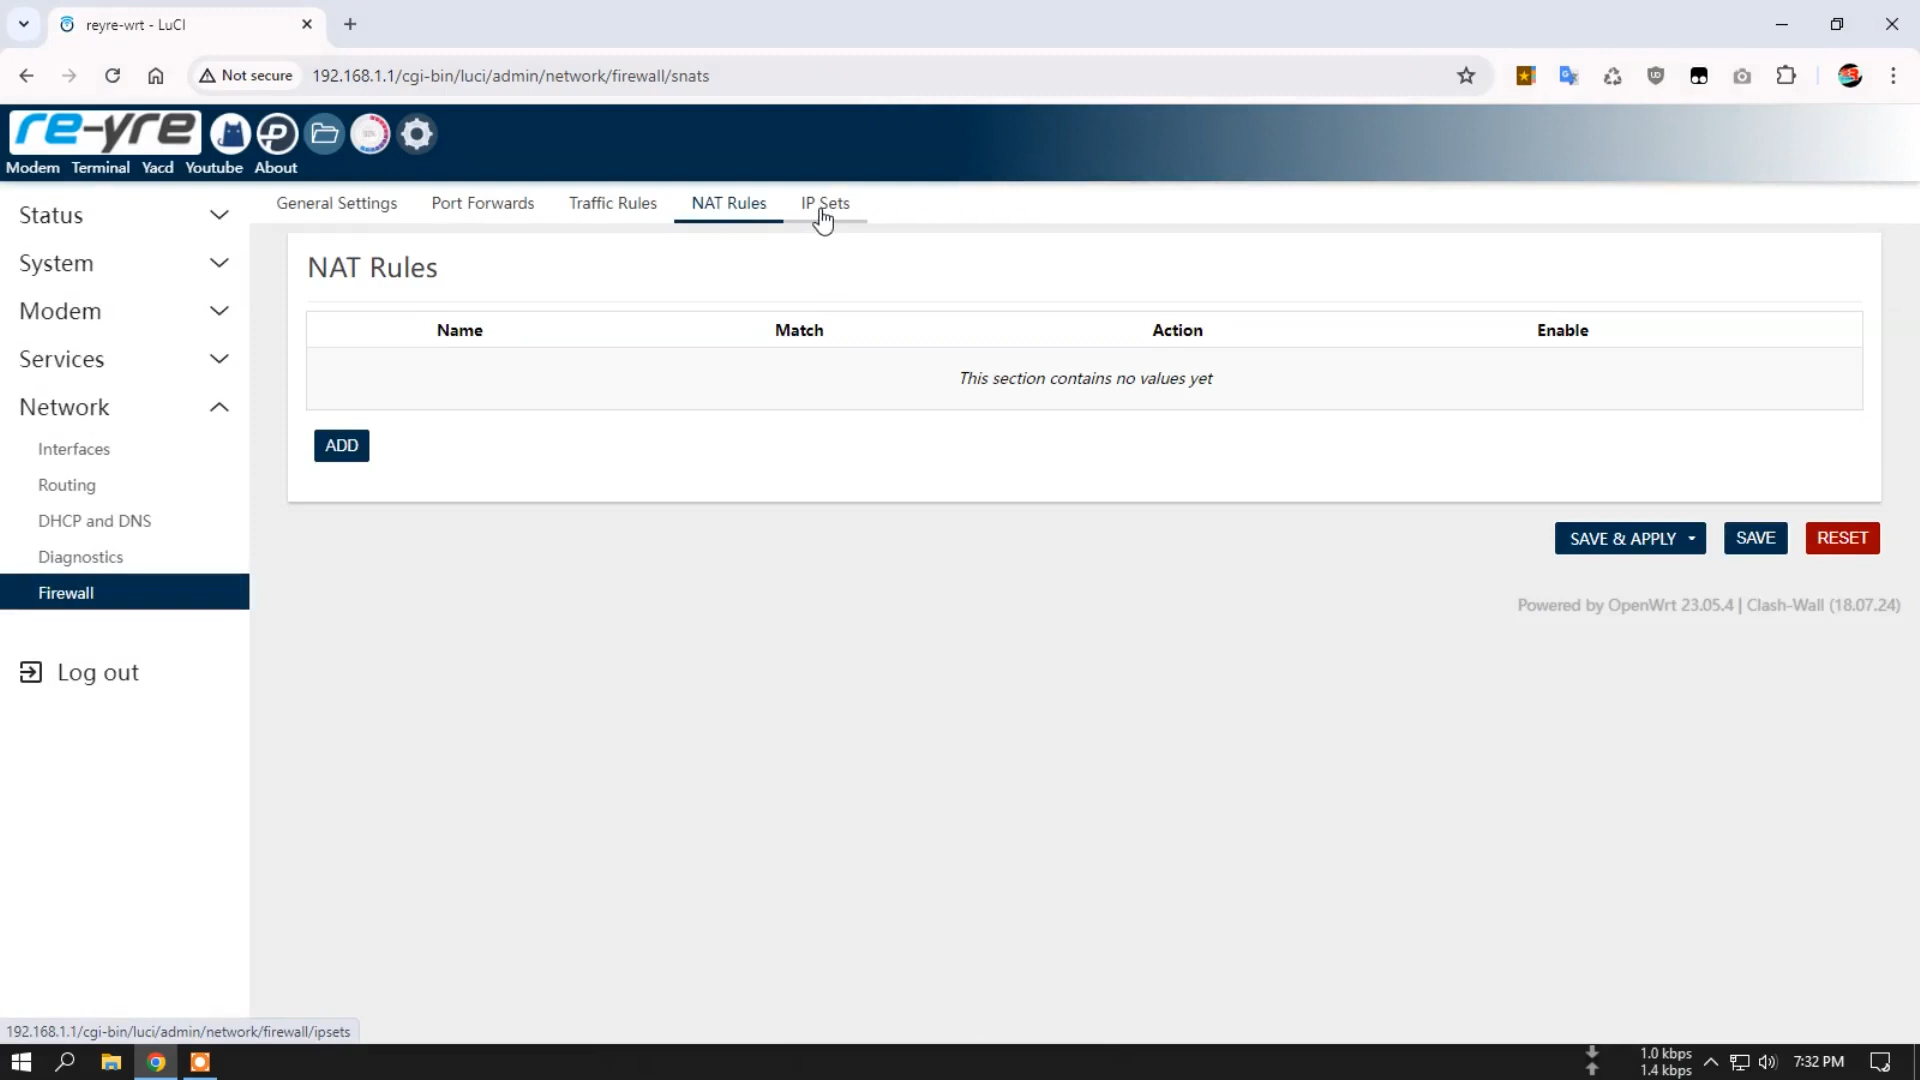 reyre-wrt - LuCI
Not secure
192.168.1.1/cgi-bin/luci/admin/network/firewall/snats
re-yre
Modem Terminal Yacd Youtube About
General Settings Port Forwards Traffic Rules NAT Rules IP Sets
Status
System
Modem
Services
Network
Interfaces
Routing
DHCP and DNS
Diagnostics
Firewall
Log out
NAT Rules
Name Match Action Enable
This section contains no values yet
ADD
SAVE & APPLY SAVE RESET
Powered by OpenWrt 23.05.4 | Clash-Wall (18.07.24)
192.168.1.1/cgi-bin/luci/admin/network/firewall/ipsets
1.0 kbps
1.4 kbps
7:32 PM